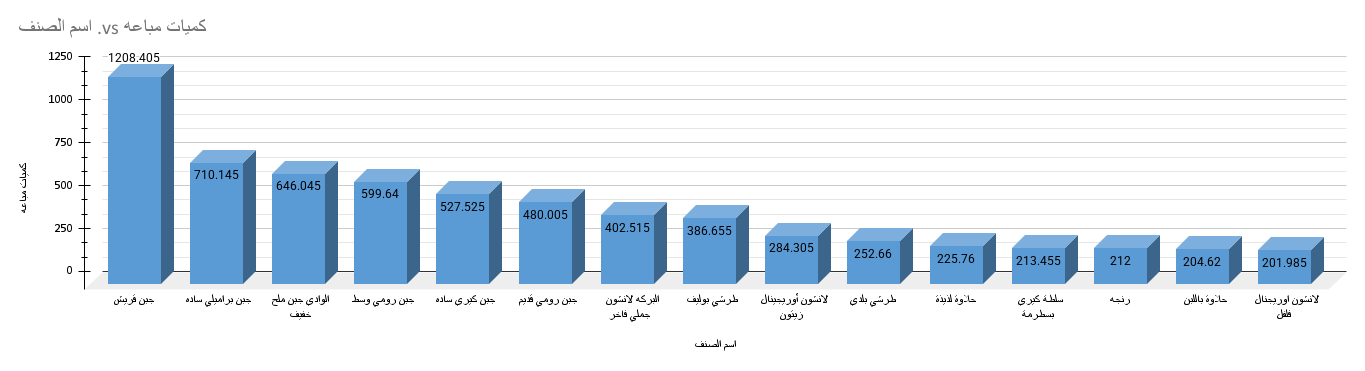 كميات مباعه vs. اسم الصنف
كميات مباعه
1250
1000
750
500
250
0
1208.405
710.145
646.045
599.64
527.525
480.005
402.515
386.655
284.305
252.66
225.76
213.455
212
204.62
201.985
جبن قريش
جبن براميلي ساده
الوادي جبن ملح
خفيف
جبن رومي وسط
جبن كيري ساده
جبن رومي قديم
البركه لانشون
جملي فاخر
طرشي بوليف
لانشون أوريجينال
زيتون
طرشي بلدي
حلاوة لذيذة
سلطة كيري
بسطرمة
رنجه
حلاوة باللبن
لانشون اوريجنال
فلفل
اسم الصنف